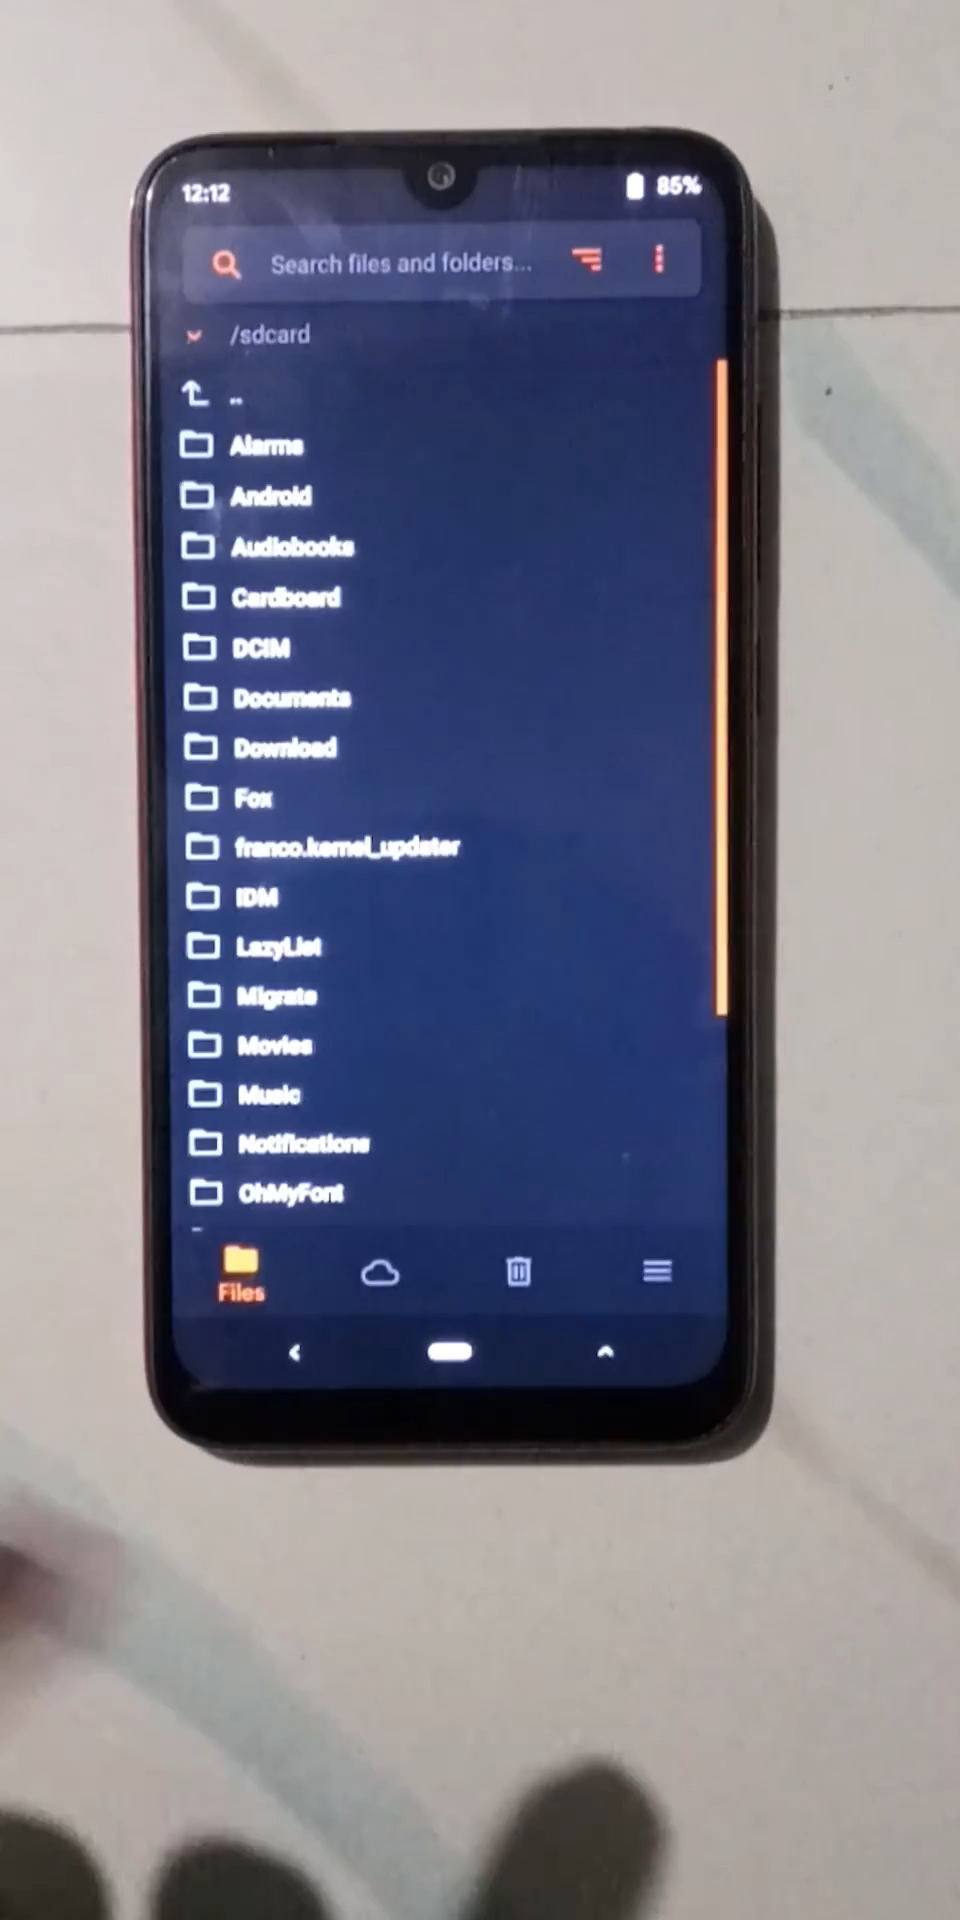 12:12
85%
Search files and folders...
/sdcard
..
Alarms
Android
Audiobooks
Cardboard
DCIM
Documents
Download
Fox
franco.kernel_updater
IDM
LazyList
Migrate
Movies
Music
Notifications
OhMyFont
Files